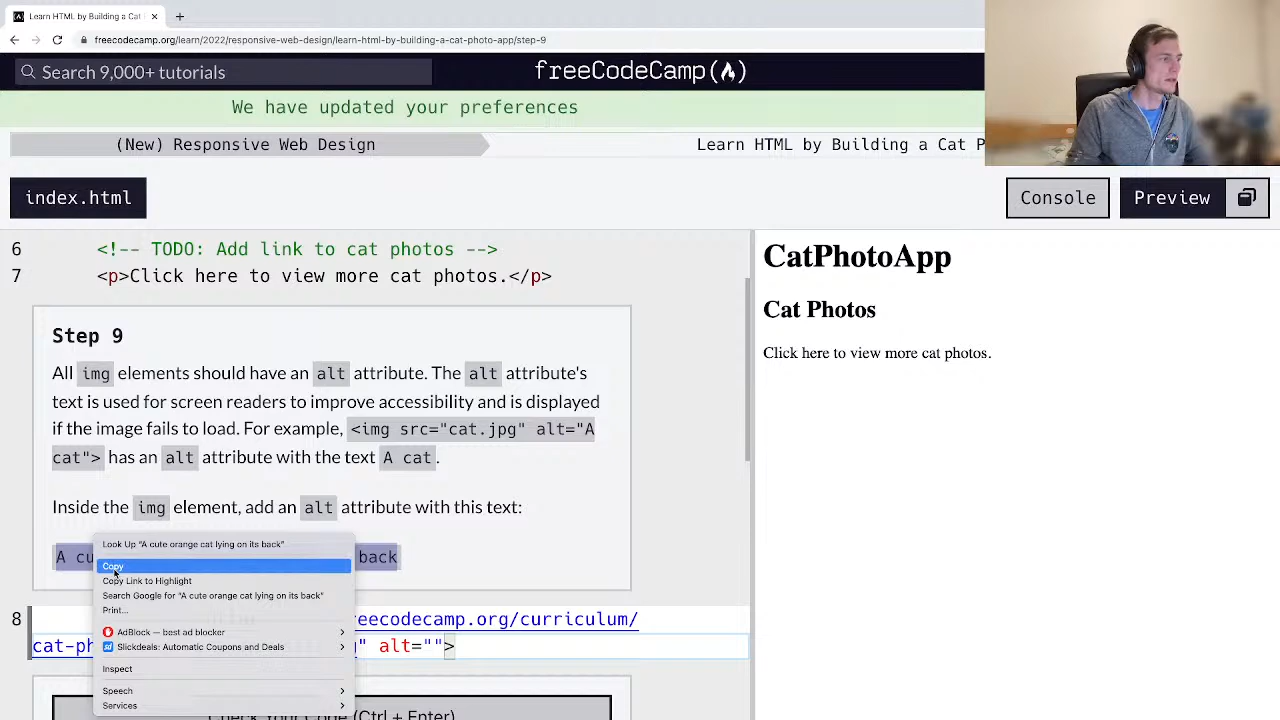 Learn HTML by Building a Cat
freecodecamp.org/learn/2022/responsive-web-design/learn-html-by-building-a-cat-photo-app/step-9
Search 9,000+ tutorials
freeCodeCamp
We have updated your preferences
(New) Responsive Web Design
Learn HTML by Building a Cat P
index.html
Console
Preview
6 <!-- TODO: Add link to cat photos -->
7 <p>Click here to view more cat photos.</p>
Step 9
All img elements should have an alt attribute. The alt attribute's
text is used for screen readers to improve accessibility and is displayed
if the image fails to load. For example, <img src="cat.jpg" alt="A
cat"> has an alt attribute with the text A cat.
Inside the img element, add an alt attribute with this text:
A cu back
Look Up “A cute orange cat lying on its back”
Copy
Copy Link to Highlight
Search Google for “A cute orange cat lying on its back”
Print...
AdBlock — best ad blocker
Slickdeals: Automatic Coupons and Deals
Inspect
Speech
Services
8 reecodecamp.org/curriculum/
cat-ph g" alt="">
Check Your Code (Ctrl + Enter)
CatPhotoApp
Cat Photos
Click here to view more cat photos.